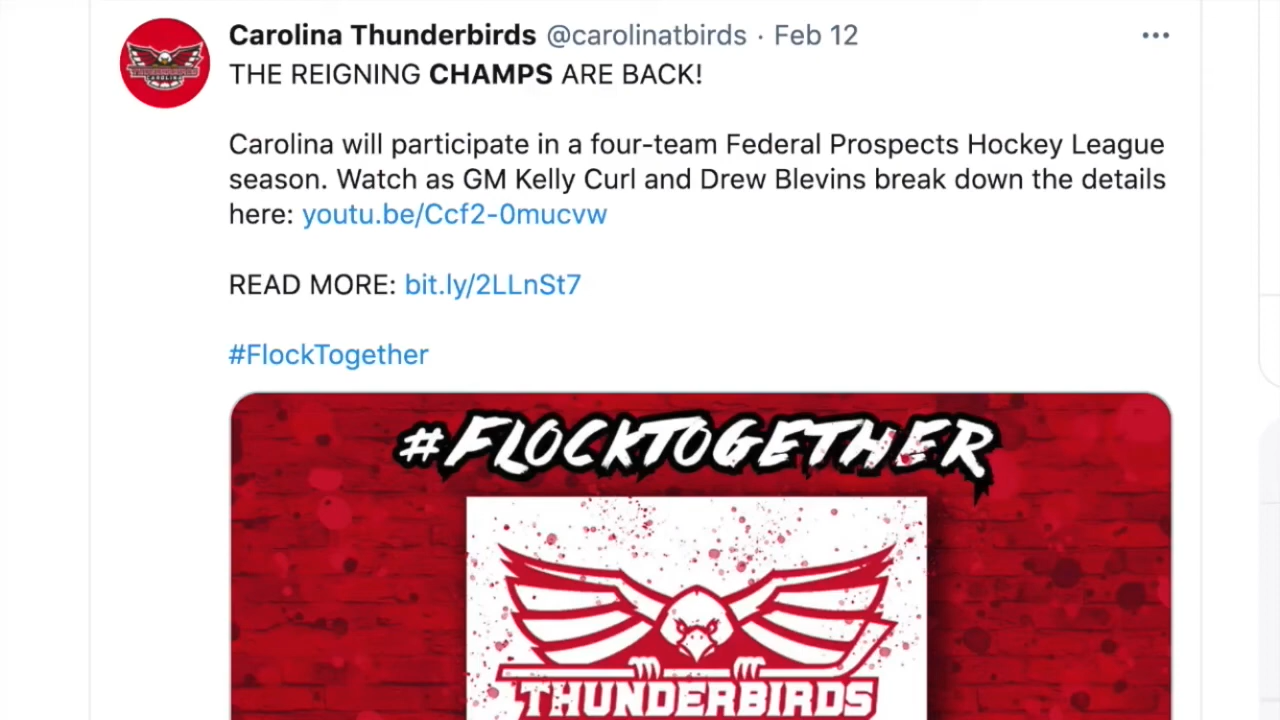 Carolina Thunderbirds @carolinatbirds · Feb 12
THE REIGNING CHAMPS ARE BACK!
Carolina will participate in a four-team Federal Prospects Hockey League
season. Watch as GM Kelly Curl and Drew Blevins break down the details
here: youtu.be/Ccf2-0mucvw
READ MORE: bit.ly/2LLnSt7
#FlockTogether
#FLOCKTOGETHER
THUNDERBIRDS